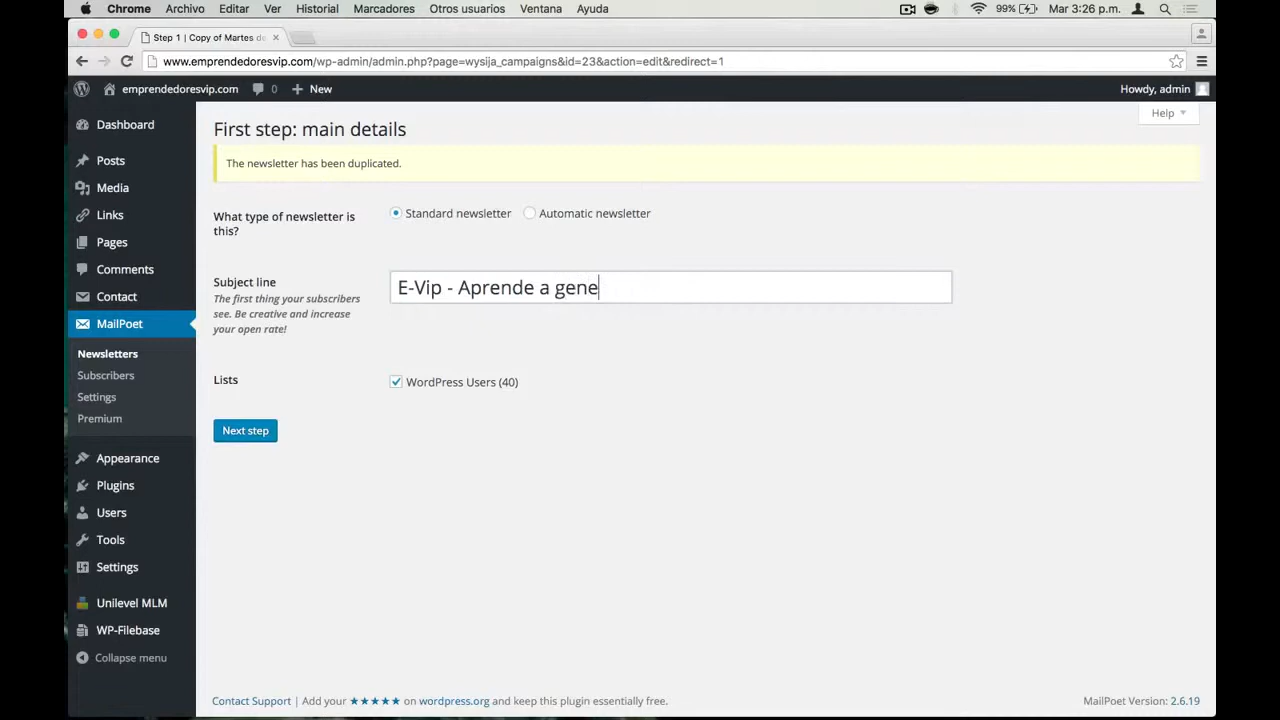 Chrome Archivo Editar Ver Historial Marcadores Otros usuarios Ventana Ayuda 99% Mar 3:26 p.m.
Step 1 | Copy of Martes de
www.emprendedoresvip.com/wp-admin/admin.php?page=wysija_campaigns&id=23&action=edit&redirect=1
emprendedoresvip.com 0 + New Howdy, admin
Help
Dashboard
Posts
Media
Links
Pages
Comments
Contact
MailPoet
Newsletters
Subscribers
Settings
Premium
Appearance
Plugins
Users
Tools
Settings
Unilevel MLM
WP-Filebase
Collapse menu
First step: main details
The newsletter has been duplicated.
What type of newsletter is
this?
Standard newsletter Automatic newsletter
Subject line
The first thing your subscribers
see. Be creative and increase
your open rate!
E-Vip - Aprende a gene
Lists
WordPress Users (40)
Next step
Contact Support | Add your ★★★★★ on wordpress.org and keep this plugin essentially free.
MailPoet Version: 2.6.19